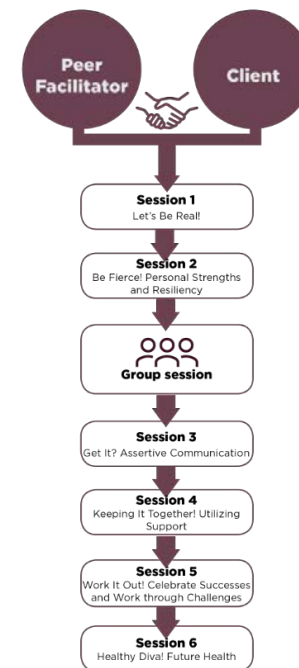 Peer
Facilitator
Client
Session 1
Let's Be Real!
Session 2
Be Fierce! Personal Strengths
and Resiliency
Group session
Session 3
Get It? Assertive Communication
Session 4
Keeping It Together! Utilizing
Support
Session 5
Work It Out! Celebrate Successes
and Work through Challenges
Session 6
Healthy Diva! Future Health